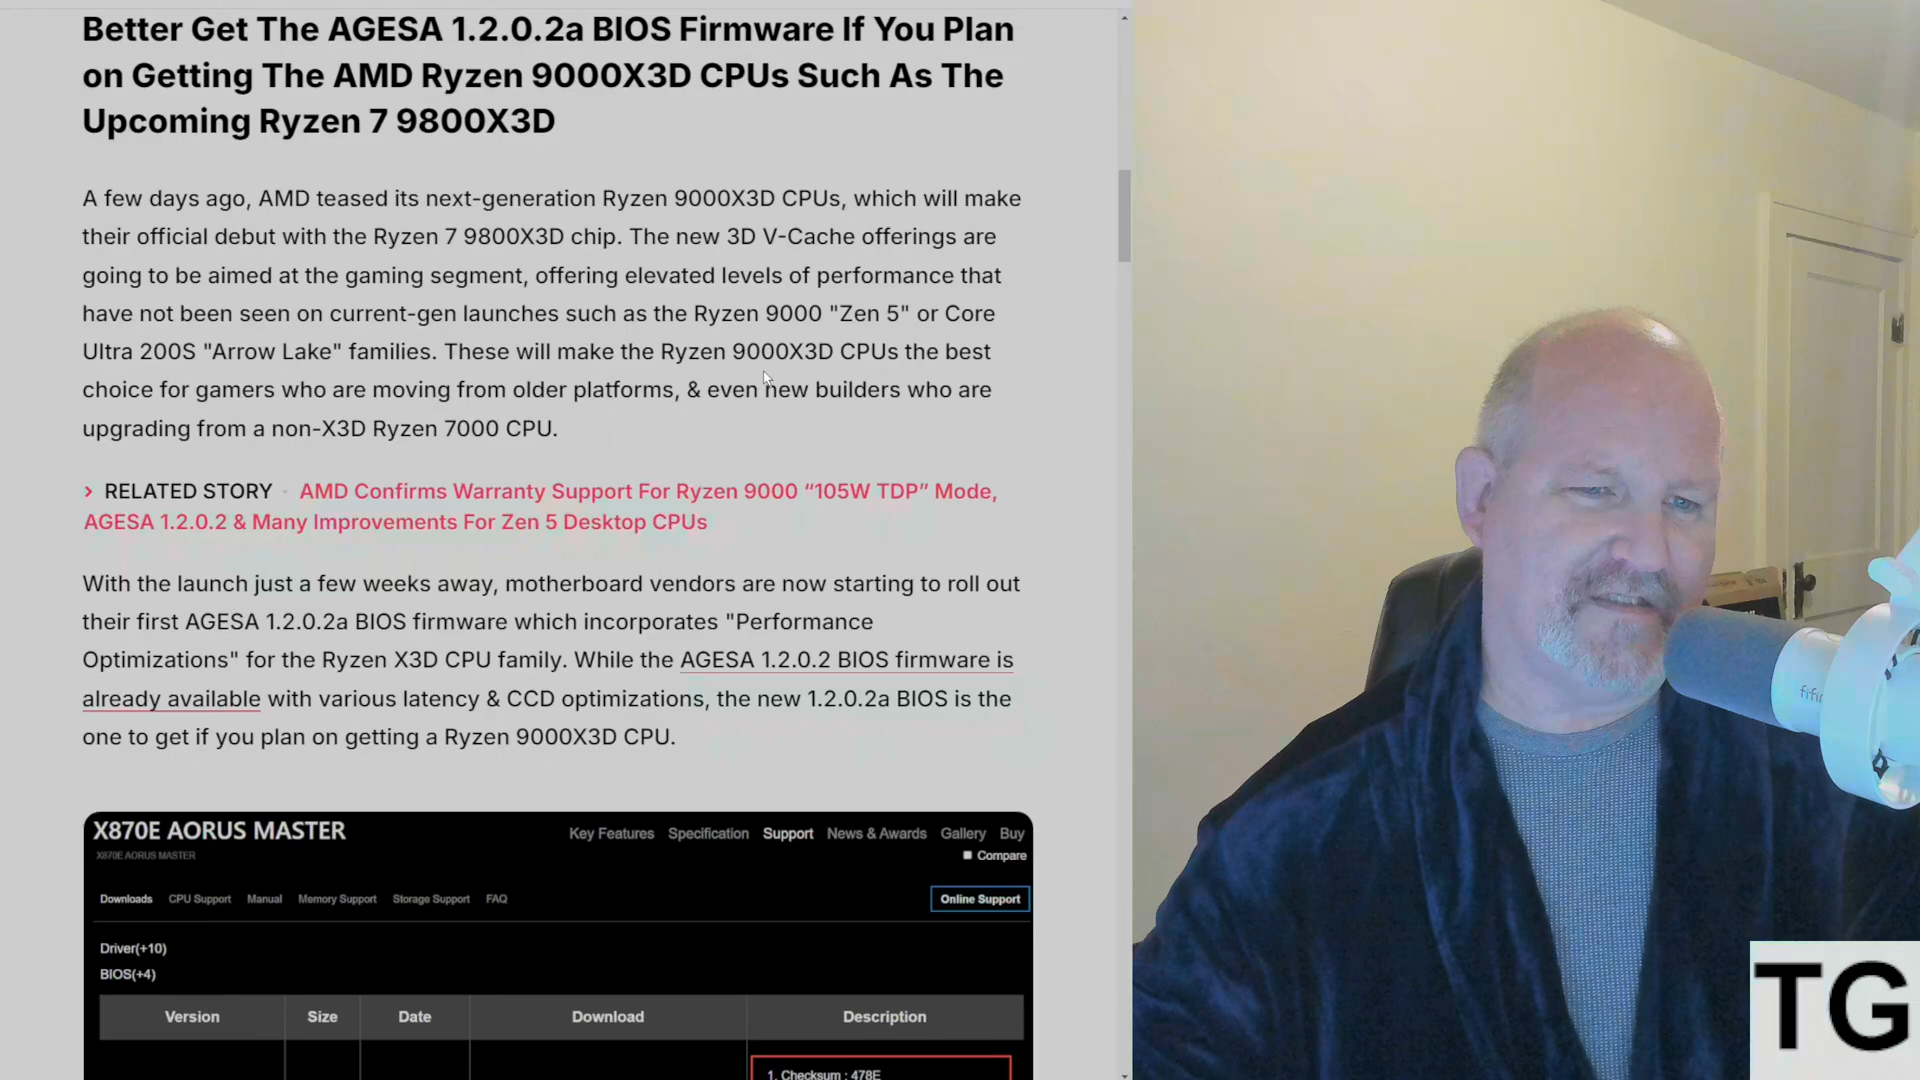 Better Get The AGESA 1.2.0.2a BIOS Firmware If You Plan
on Getting The AMD Ryzen 9000X3D CPUs Such As The
Upcoming Ryzen 7 9800X3D
A few days ago, AMD teased its next-generation Ryzen 9000X3D CPUs, which will make
their official debut with the Ryzen 7 9800X3D chip. The new 3D V-Cache offerings are
going to be aimed at the gaming segment, offering elevated levels of performance that
have not been seen on current-gen launches such as the Ryzen 9000 "Zen 5" or Core
Ultra 200S "Arrow Lake" families. These will make the Ryzen 9000X3D CPUs the best
choice for gamers who are moving from older platforms, & even new builders who are
upgrading from a non-X3D Ryzen 7000 CPU.
RELATED STORY - AMD Confirms Warranty Support For Ryzen 9000 “105W TDP” Mode,
AGESA 1.2.0.2 & Many Improvements For Zen 5 Desktop CPUs
With the launch just a few weeks away, motherboard vendors are now starting to roll out
their first AGESA 1.2.0.2a BIOS firmware which incorporates "Performance
Optimizations" for the Ryzen X3D CPU family. While the AGESA 1.2.0.2 BIOS firmware is
already available with various latency & CCD optimizations, the new 1.2.0.2a BIOS is the
one to get if you plan on getting a Ryzen 9000X3D CPU.
X870E AORUS MASTER
Key Features Specification Support News & Awards Gallery Buy
X870E AORUS MASTER
Compare
Downloads CPU Support Manual Memory Support Storage Support FAQ
Online Support
Driver(+10)
BIOS(+4)
Version Size Date Download Description
1. Checksum : 478E
fifin
TG